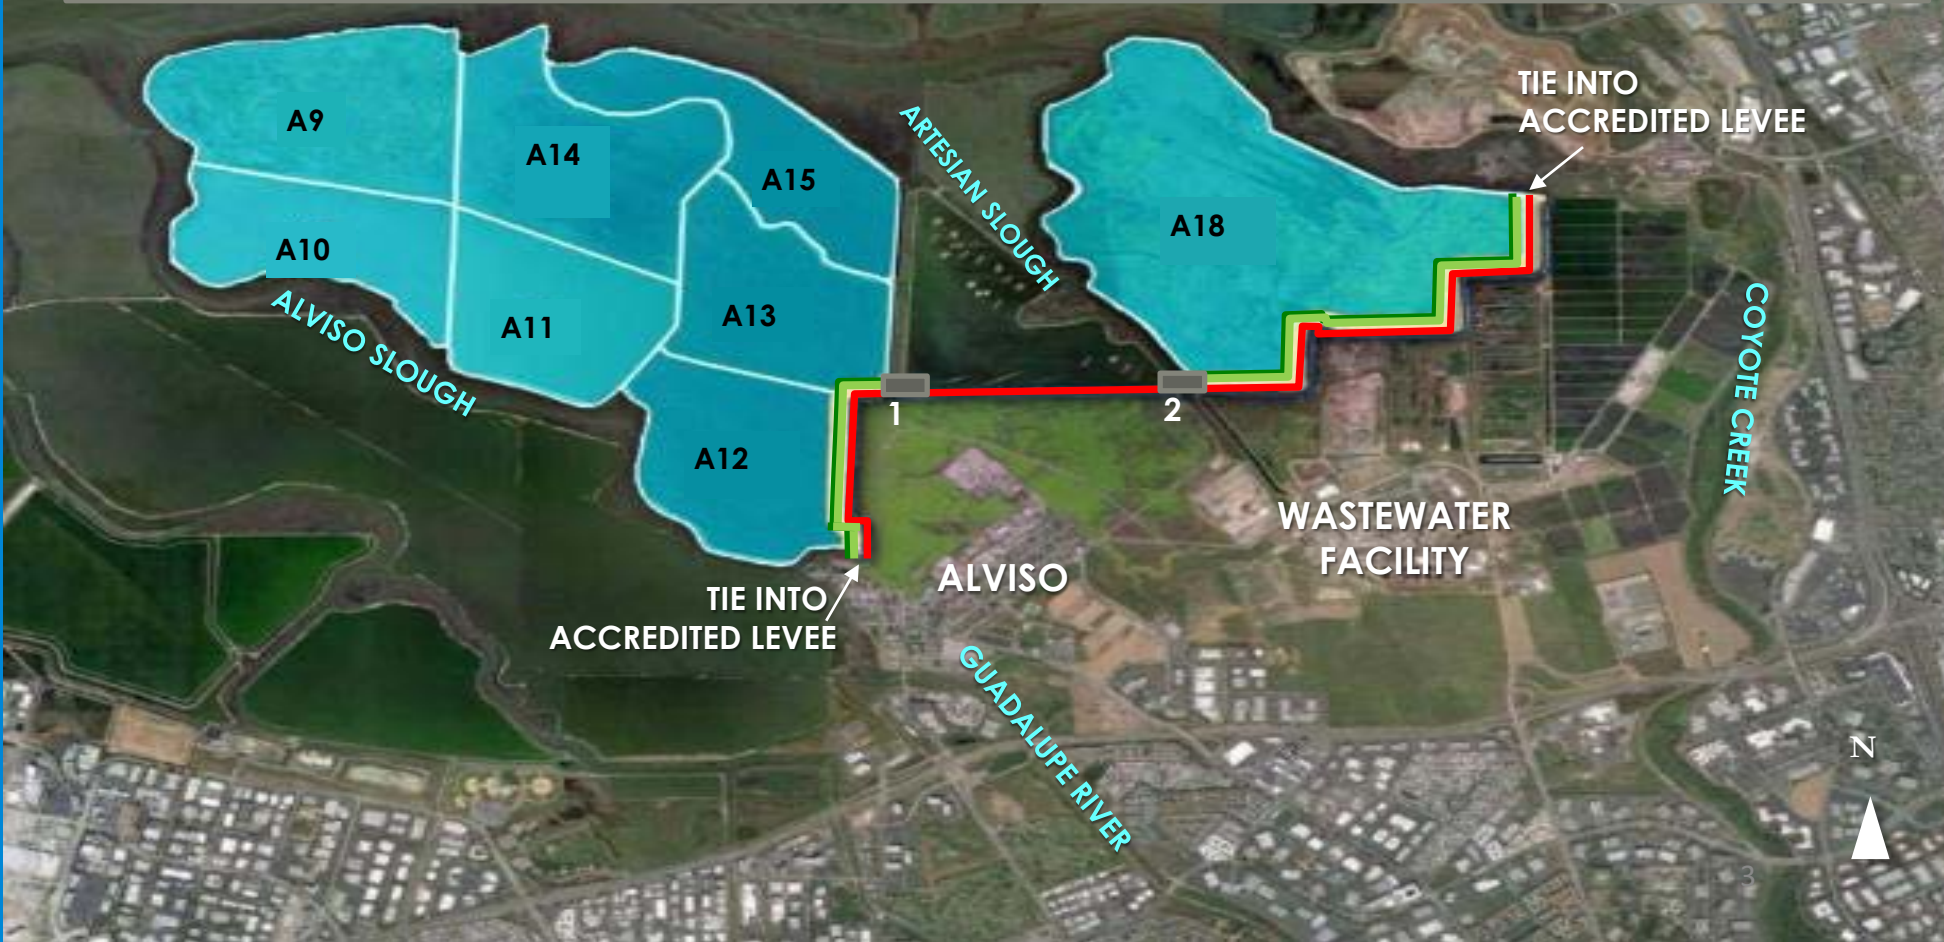 TIE INTO
ACCREDITED LEVEE
A9
A14
A15
ARTESIAN SLOUGH
A18
A10
ALVISO SLOUGH
A11
A13
COYOTE CREEK
1
2
A12
WASTEWATER
FACILITY
ALVISO
TIE INTO
ACCREDITED LEVEE
GUADALUPE RIVER
N
3